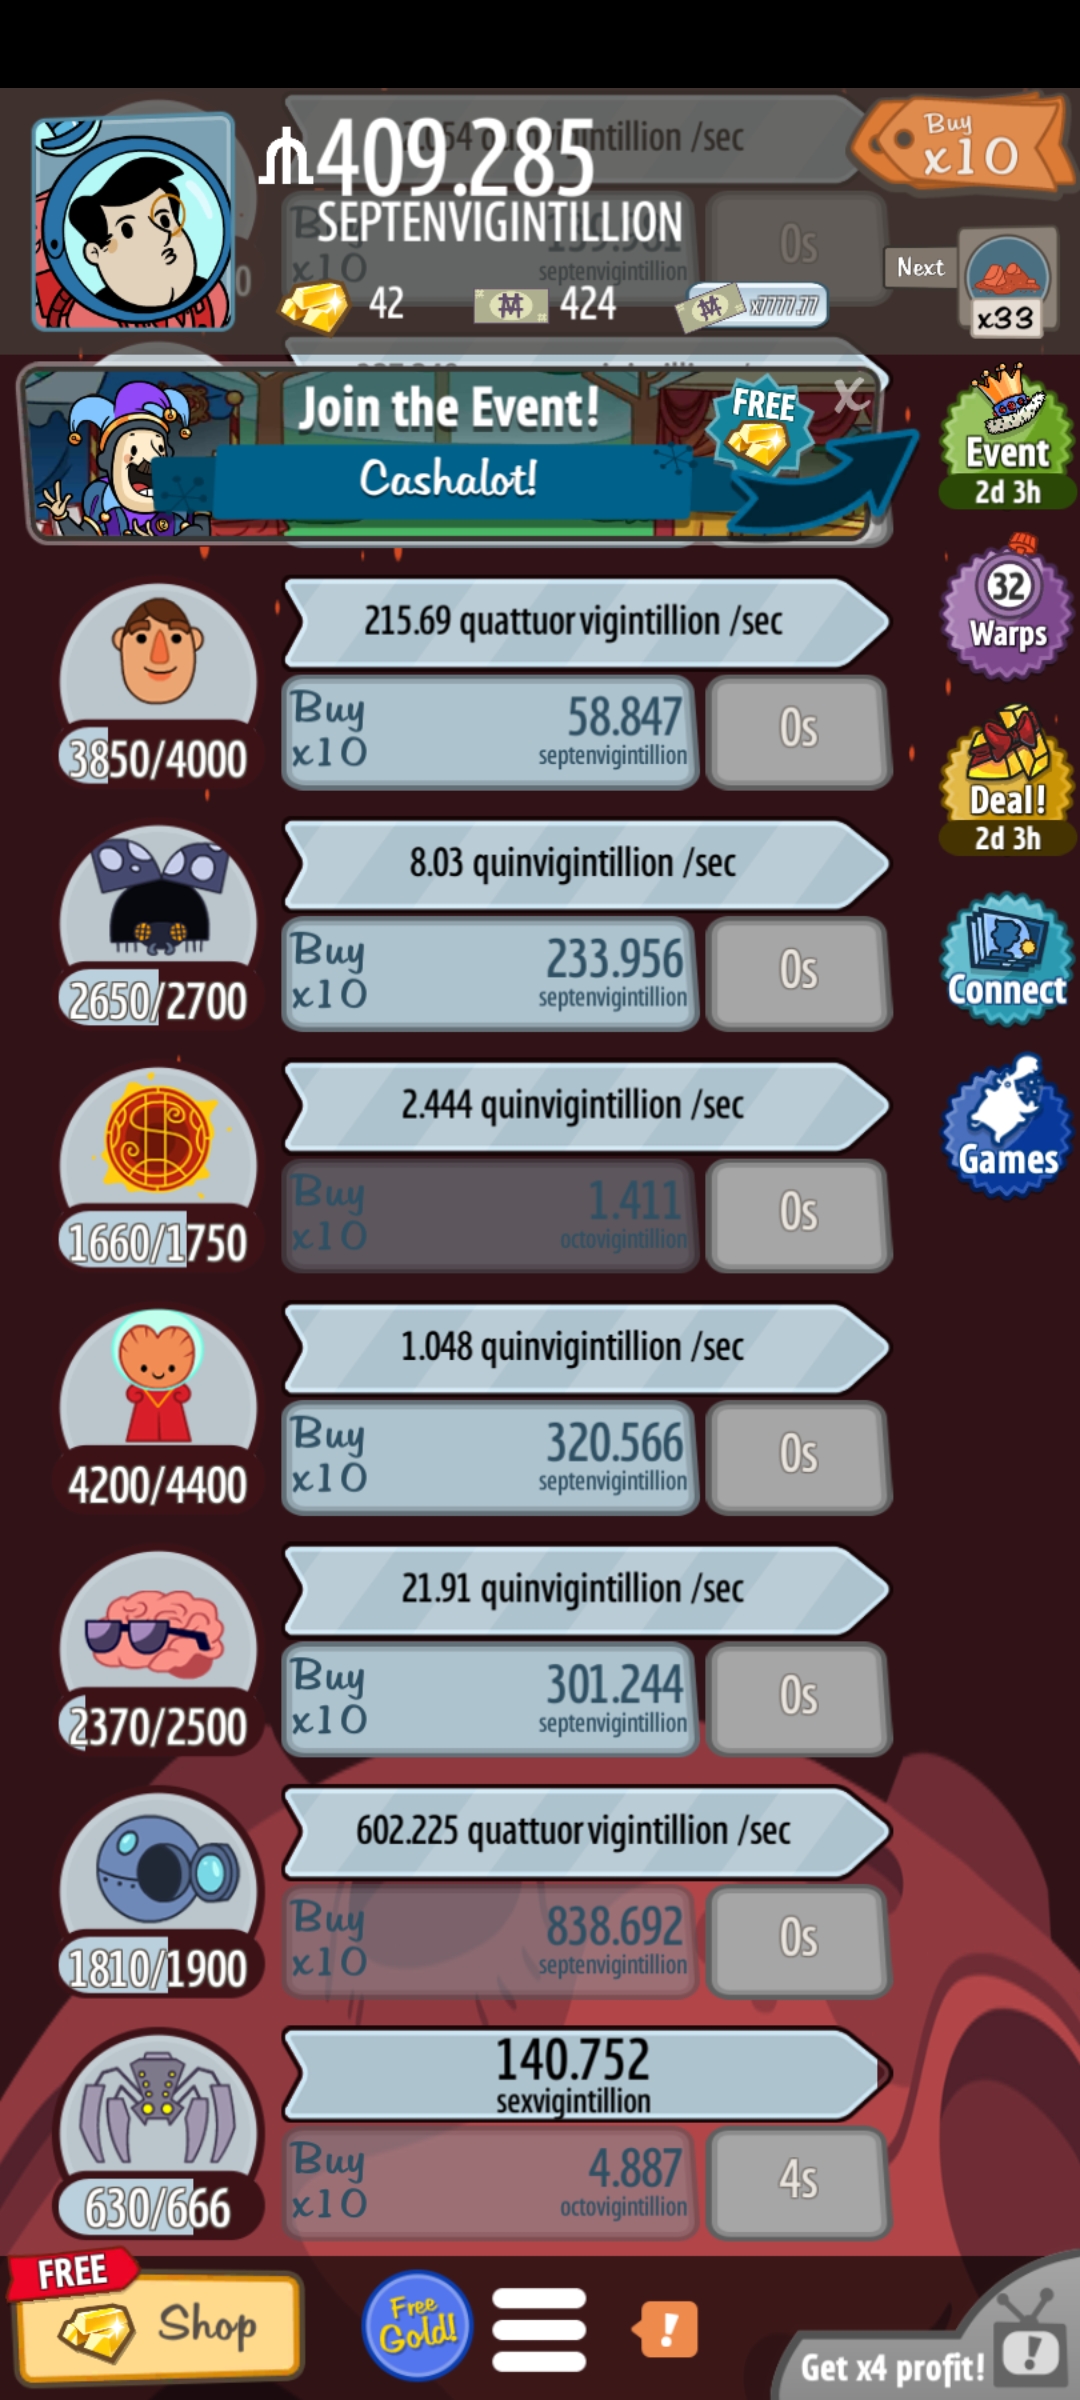 409.285
SEPTENVIGINTILLION
Buy
x10
42
424
x7777.77
Next
x33
quinvigintillion /sec
Buy
x10
septenvigintillion
0s
Join the Event!
Cashalot!
FREE
X
Event
2d 3h
32
Warps
Deal!
2d 3h
Connect
Games
215.69 quattuorvigintillion /sec
Buy
x10
58.847
septenvigintillion
0s
3850/4000
8.03 quinvigintillion /sec
Buy
x10
233.956
septenvigintillion
0s
2650/2700
2.444 quinvigintillion /sec
Buy
x10
1.411
octovigintillion
0s
1660/1750
1.048 quinvigintillion /sec
Buy
x10
320.566
septenvigintillion
0s
4200/4400
21.91 quinvigintillion /sec
Buy
x10
301.244
septenvigintillion
0s
2370/2500
602.225 quattuorvigintillion /sec
Buy
x10
838.692
septenvigintillion
0s
1810/1900
140.752
sexvigintillion
Buy
x10
4.887
octovigintillion
4s
630/666
FREE
Shop
Free
Gold!
!
Get x4 profit!
!